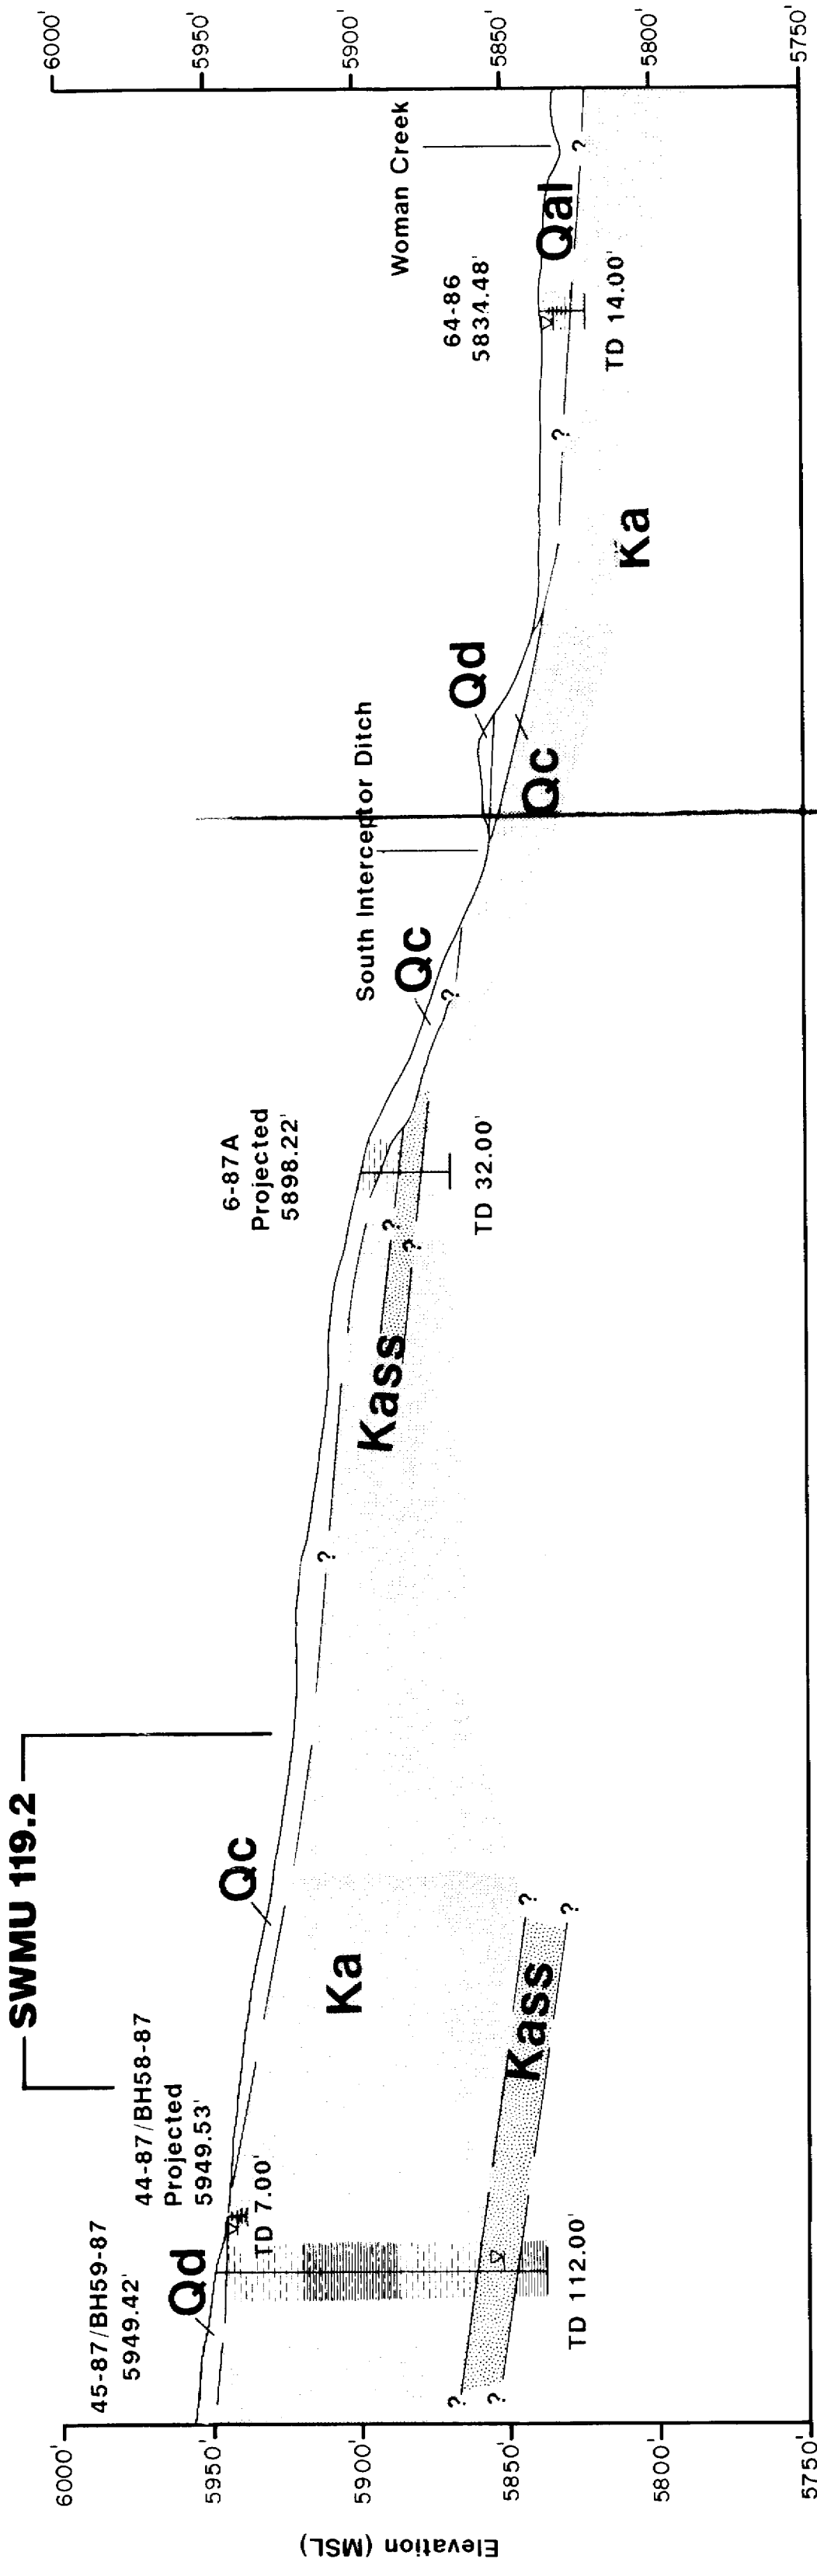 SWMU 119.2
45-87/BH59-87
5949.42'
44-87/BH58-87
Projected
5949.53'
6-87A
Projected
5898.22'
South Interceptor Ditch
64-86
5834.48'
Woman Creek
Elevation (MSL)
6000'
5950'
5900'
5850'
5800'
5750'
6000'
5950'
5900'
5850'
5800'
5750'
Qd
TD 7.00'
TD 112.00'
Qc
Ka
Kass
?
?
?
?
?
Kass
?
?
TD 32.00'
Qc
?
Qd
Qc
Ka
?
TD 14.00'
Qal
?